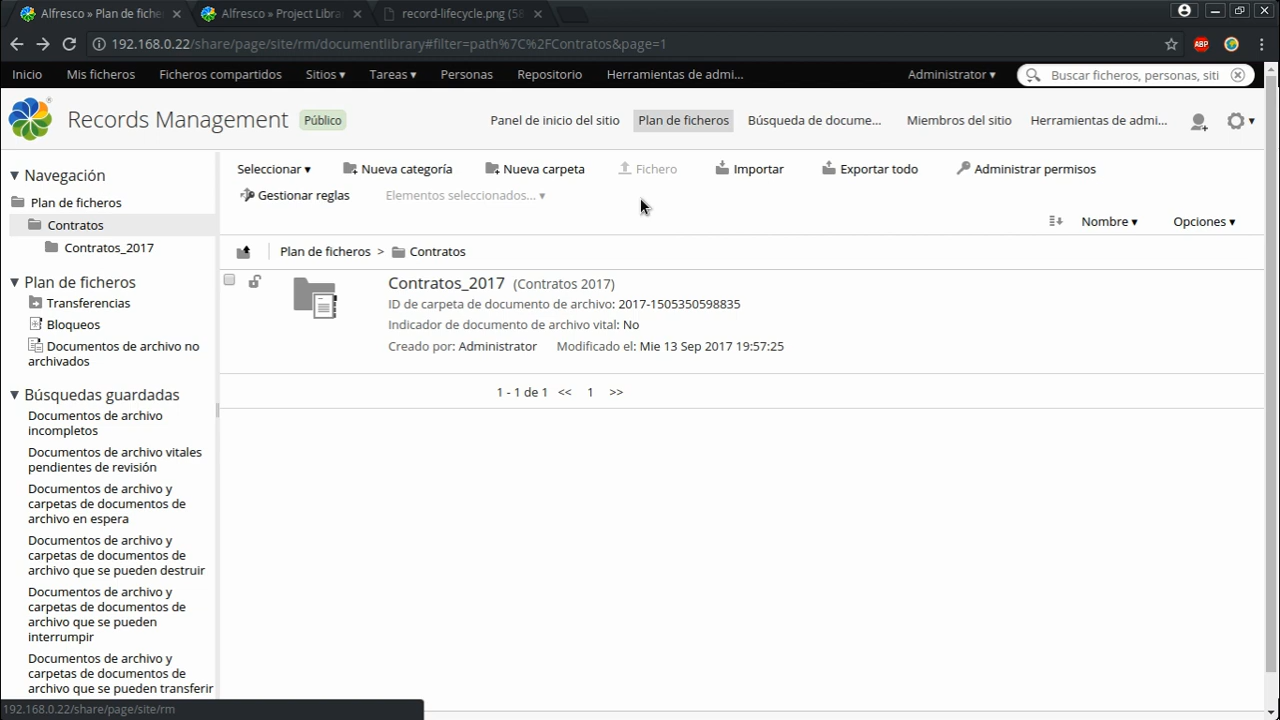 Alfresco » Plan de fiche
Alfresco » Project Libra
record-lifecycle.png (58
192.168.0.22/share/page/site/rm/documentlibrary#filter=path%7C%2FContratos&page=1
ABP
Inicio
Mis ficheros
Ficheros compartidos
Sitios ▾
Tareas ▾
Personas
Repositorio
Herramientas de admi...
Administrator ▾
Buscar ficheros, personas, siti
Records Management
Público
Panel de inicio del sitio
Plan de ficheros
Búsqueda de docume...
Miembros del sitio
Herramientas de admi...
Navegación
Plan de ficheros
Contratos
Contratos_2017
Plan de ficheros
Transferencias
Bloqueos
Documentos de archivo no
archivados
Búsquedas guardadas
Documentos de archivo
incompletos
Documentos de archivo vitales
pendientes de revisión
Documentos de archivo y
carpetas de documentos de
archivo en espera
Documentos de archivo y
carpetas de documentos de
archivo que se pueden destruir
Documentos de archivo y
carpetas de documentos de
archivo que se pueden
interrumpir
Documentos de archivo y
carpetas de documentos de
archivo que se pueden transferir
Seleccionar ▾
Nueva categoría
Nueva carpeta
Fichero
Importar
Exportar todo
Administrar permisos
Gestionar reglas
Elementos seleccionados... ▾
Nombre ▾
Opciones ▾
Plan de ficheros > Contratos
Contratos_2017 (Contratos 2017)
ID de carpeta de documento de archivo: 2017-1505350598835
Indicador de documento de archivo vital: No
Creado por: Administrator Modificado el: Mie 13 Sep 2017 19:57:25
1 - 1 de 1 << 1 >>
192.168.0.22/share/page/site/rm